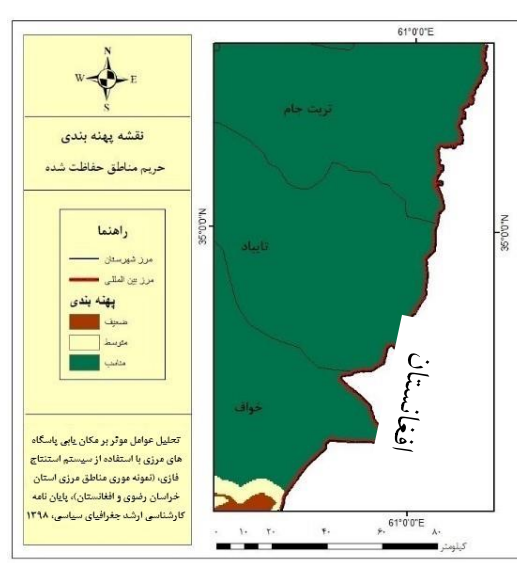 N
W E
S
نقشه پهنه بندی
حریم مناطق حفاظت شده
راهنما
مرز شهرستان
مرز بین المللی
پهنه بندی
ضعیف
متوسط
مناسب
تحلیل عوامل موثر بر مکان یابی پاسگاه
های مرزی با استفاده از سیستم استنتاج
فازی، (نمونه موری مناطق مرزی استان
خراسان رضوی و افغانستان)، پایان نامه
کارشناسی ارشد جغرافیای سیاسی، ۱۳۹۸
61°0'0"E
تربت جام
35°0'0"N
تایباد
35°0'0"N
افغانستان
خواف
61°0'0"E
۰ ۱۰ ۲۰ ۴۰ ۶۰ ۸۰
کیلومتر